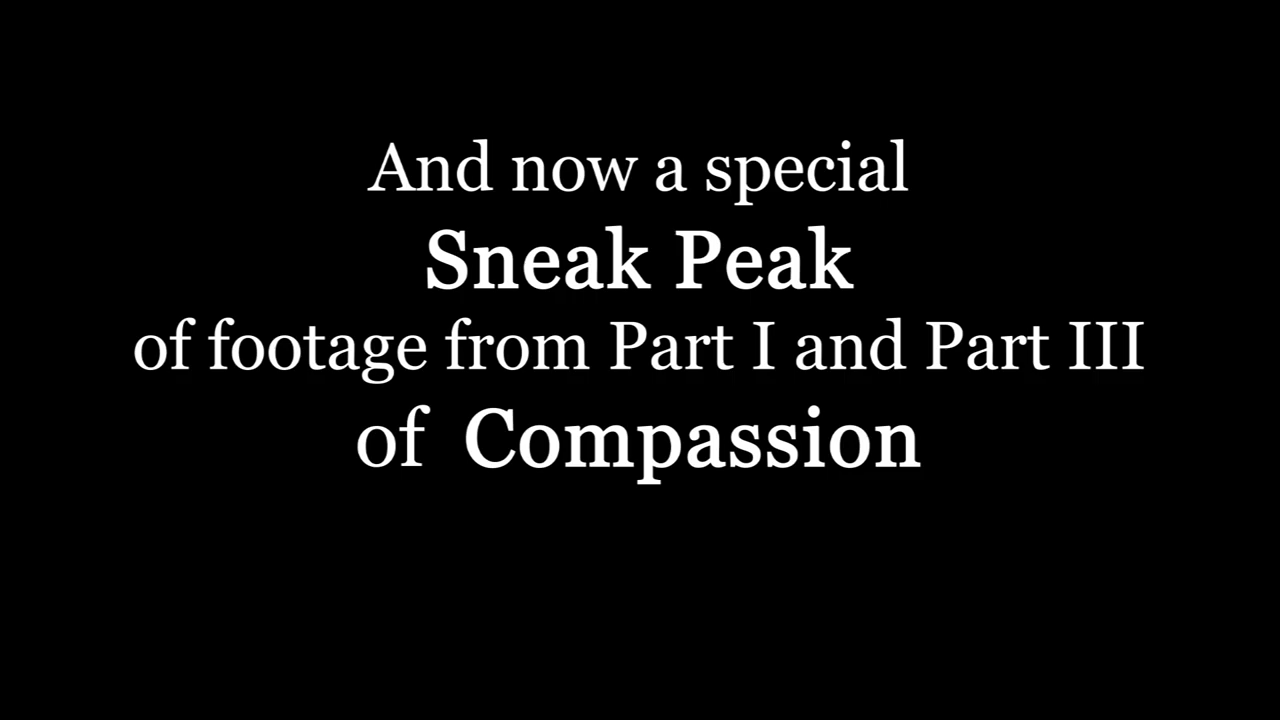 And now a special
Sneak Peak
of footage from Part I and Part III
of Compassion